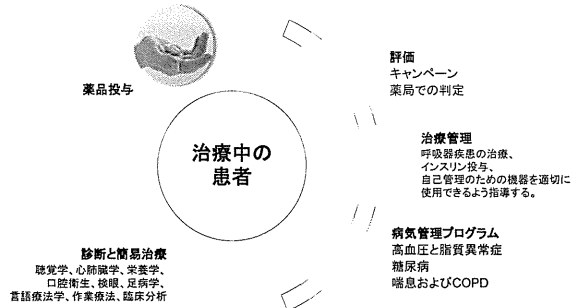 薬品投与
治療中の
患者
評価
キャンペーン
薬局での判定
治療管理
呼吸器疾患の治療、
インスリン投与、
自己管理のための機器を適切に
使用できるよう指導する。
病気管理プログラム
高血圧と脂質異常症
糖尿病
喘息およびCOPD
診断と簡易治療
聴覚学、心肺臓学、栄養学、
口腔衛生、検眼、足病学、
言語療法学、作業療法、臨床分析